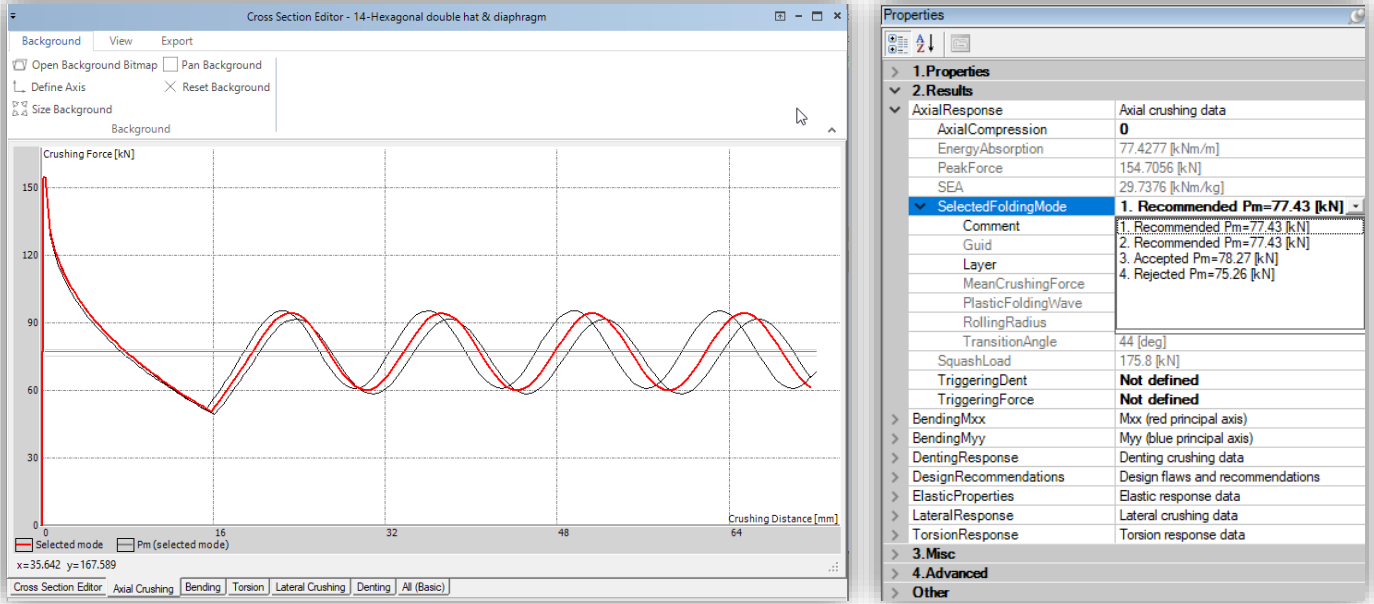 Cross Section Editor - 14-Hexagonal double hat & diaphragm
Background View Export
Open Background Bitmap Pan Background
Define Axis Reset Background
Size Background
Background
Crushing Force [kN]
150
120
90
60
30
0
0 16 32 48 64
Crushing Distance [mm]
Selected mode Pm (selected mode)
x=35.642 y=167.589
Cross Section Editor Axial Crushing Bending Torsion Lateral Crushing Denting All (Basic)
Properties
1.Properties
2.Results
AxialResponse Axial crushing data
AxialCompression 0
EnergyAbsorption 77.4277 [kNm/m]
PeakForce 154.7056 [kN]
SEA 29.7376 [kNm/kg]
SelectedFoldingMode 1. Recommended Pm=77.43 [kN]
Comment 1. Recommended Pm=77.43 [kN]
Guid 2. Recommended Pm=77.43 [kN]
Layer 3. Accepted Pm=78.27 [kN]
MeanCrushingForce 4. Rejected Pm=75.26 [kN]
PlasticFoldingWave
RollingRadius
TransitionAngle 44 [deg]
SquashLoad 175.8 [kN]
TriggeringDent Not defined
TriggeringForce Not defined
BendingMxx Mxx (red principal axis)
BendingMyy Myy (blue principal axis)
DentingResponse Denting crushing data
DesignRecommendations Design flaws and recommendations
ElasticProperties Elastic response data
LateralResponse Lateral crushing data
TorsionResponse Torsion response data
3.Misc
4.Advanced
Other